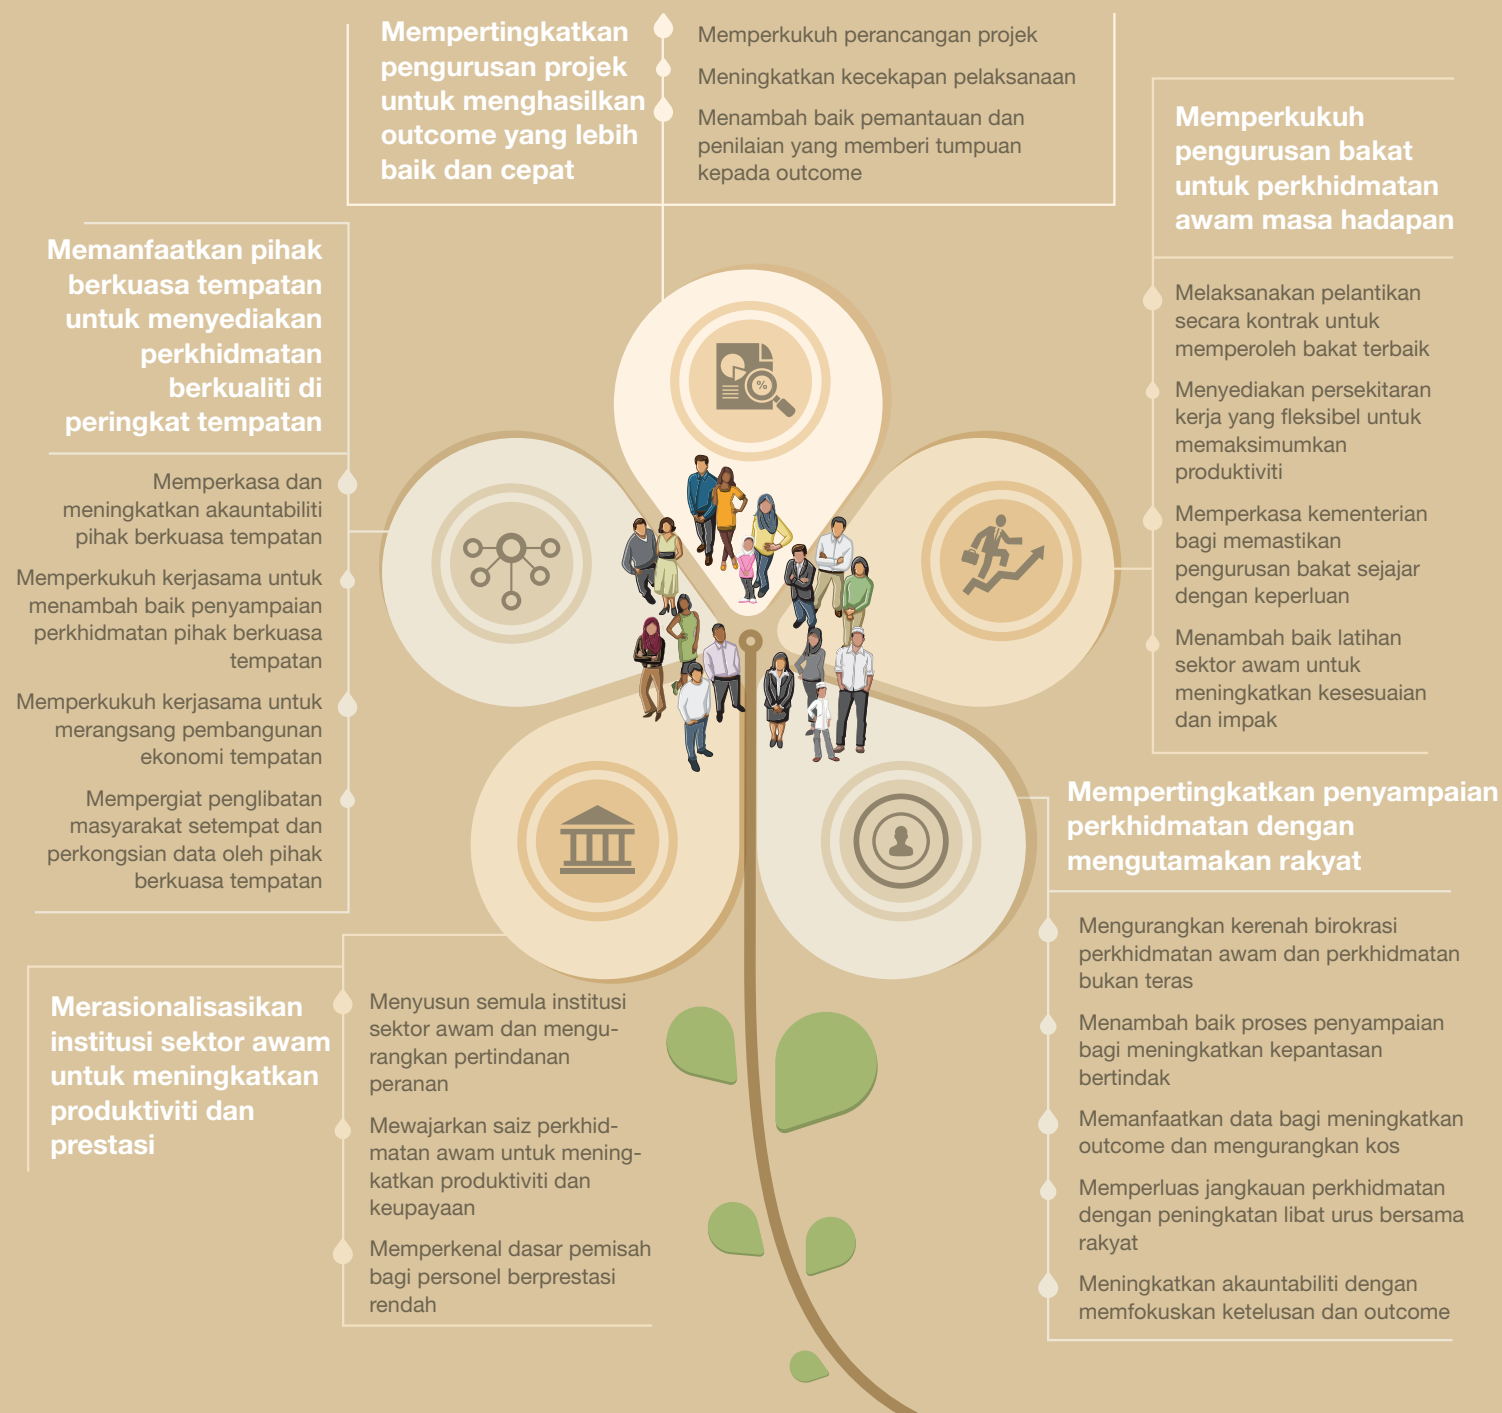 Mempertingkatkan
pengurusan projek
untuk menghasilkan
outcome yang lebih
baik dan cepat
Memperkukuh perancangan projek
Meningkatkan kecekapan pelaksanaan
Menambah baik pemantauan dan
penilaian yang memberi tumpuan
kepada outcome
Memperkukuh
pengurusan bakat
untuk perkhidmatan
awam masa hadapan
Melaksanakan pelantikan
secara kontrak untuk
memperoleh bakat terbaik
Menyediakan persekitaran
kerja yang fleksibel untuk
memaksimumkan
produktiviti
Memperkasa kementerian
bagi memastikan
pengurusan bakat sejajar
dengan keperluan
Menambah baik latihan
sektor awam untuk
meningkatkan kesesuaian
dan impak
Memanfaatkan pihak
berkuasa tempatan
untuk menyediakan
perkhidmatan
berkualiti di
peringkat tempatan
Memperkasa dan
meningkatkan akauntabiliti
pihak berkuasa tempatan
Memperkukuh kerjasama untuk
menambah baik penyampaian
perkhidmatan pihak berkuasa
tempatan
Memperkukuh kerjasama untuk
merangsang pembangunan
ekonomi tempatan
Mempergiat penglibatan
masyarakat setempat dan
perkongsian data oleh pihak
berkuasa tempatan
%
Mempertingkatkan penyampaian
perkhidmatan dengan
mengutamakan rakyat
Mengurangkan kerenah birokrasi
perkhidmatan awam dan perkhidmatan
bukan teras
Menambah baik proses penyampaian
bagi meningkatkan kepantasan
bertindak
Memanfaatkan data bagi meningkatkan
outcome dan mengurangkan kos
Memperluas jangkauan perkhidmatan
dengan peningkatan libat urus bersama
rakyat
Meningkatkan akauntabiliti dengan
memfokuskan ketelusan dan outcome
Merasionalisasikan
institusi sektor awam
untuk meningkatkan
produktiviti dan
prestasi
Menyusun semula institusi
sektor awam dan mengu-
rangkan pertindanan
peranan
Mewajarkan saiz perkhid-
matan awam untuk mening-
katkan produktiviti dan
keupayaan
Memperkenal dasar pemisah
bagi personel berprestasi
rendah